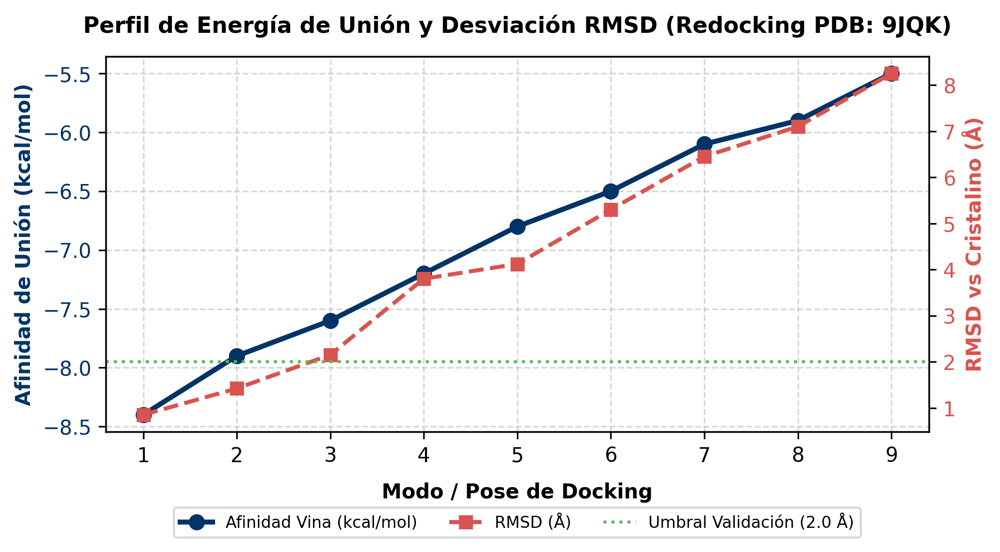 Perfil de Energía de Unión y Desviación RMSD (Redocking PDB: 9JQK)
Afinidad de Unión (kcal/mol)
−5.5
−6.0
−6.5
−7.0
−7.5
−8.0
−8.5
8
7
6
5
4
3
2
1
RMSD vs Cristalino (Å)
1 2 3 4 5 6 7 8 9
Modo / Pose de Docking
Afinidad Vina (kcal/mol) RMSD (Å) Umbral Validación (2.0 Å)